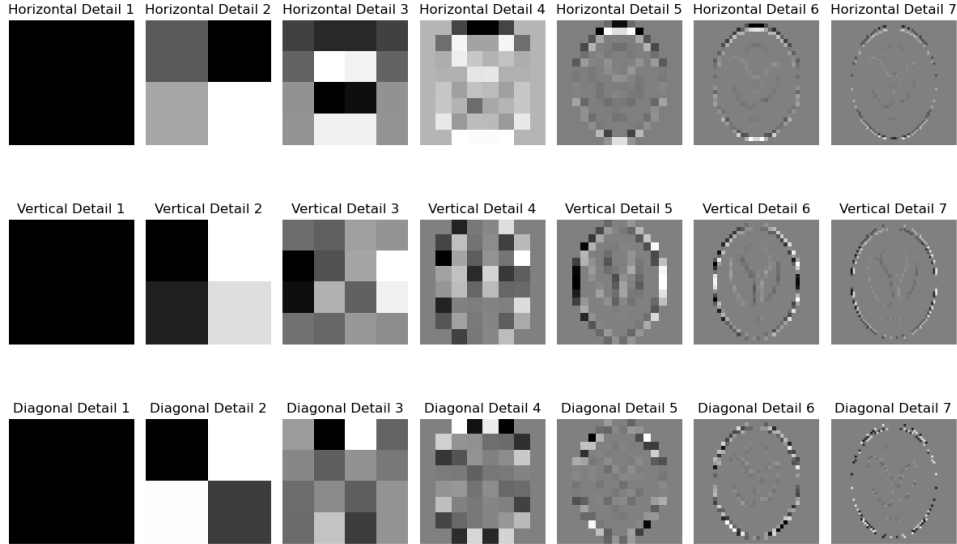 Horizontal Detail 1 Horizontal Detail 2 Horizontal Detail 3 Horizontal Detail 4 Horizontal Detail 5 Horizontal Detail 6 Horizontal Detail 7
Vertical Detail 1 Vertical Detail 2 Vertical Detail 3 Vertical Detail 4 Vertical Detail 5 Vertical Detail 6 Vertical Detail 7
Diagonal Detail 1 Diagonal Detail 2 Diagonal Detail 3 Diagonal Detail 4 Diagonal Detail 5 Diagonal Detail 6 Diagonal Detail 7